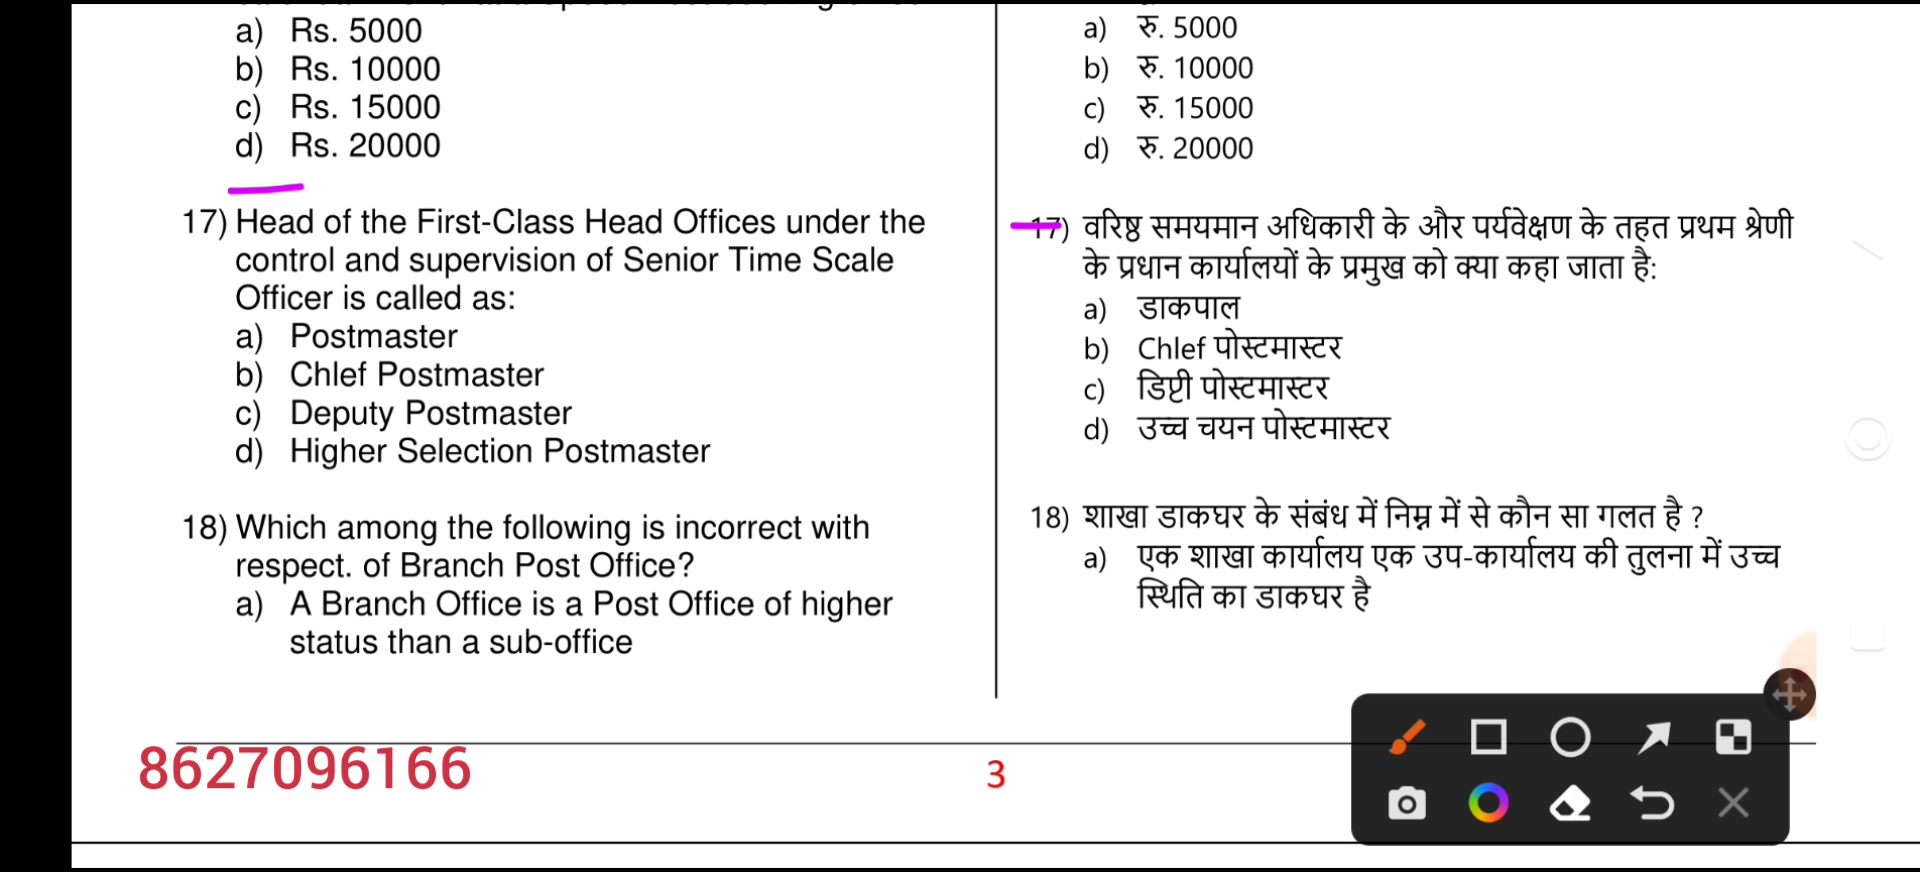 a) Rs. 5000
b) Rs. 10000
c) Rs. 15000
d) Rs. 20000
17) Head of the First-Class Head Offices under the
control and supervision of Senior Time Scale
Officer is called as:
a) Postmaster
b) Chlef Postmaster
c) Deputy Postmaster
d) Higher Selection Postmaster
18) Which among the following is incorrect with
respect. of Branch Post Office?
a) A Branch Office is a Post Office of higher
status than a sub-office
a) रु. 5000
b) रु. 10000
c) रु. 15000
d) रु. 20000
17) वरिष्ठ समयमान अधिकारी के और पर्यवेक्षण के तहत प्रथम श्रेणी
के प्रधान कार्यालयों के प्रमुख को क्या कहा जाता है:
a) डाकपाल
b) Chlef पोस्टमास्टर
c) डिप्टी पोस्टमास्टर
d) उच्च चयन पोस्टमास्टर
18) शाखा डाकघर के संबंध में निम्न में से कौन सा गलत है ?
a) एक शाखा कार्यालय एक उप-कार्यालय की तुलना में उच्च
स्थिति का डाकघर है
8627096166
3